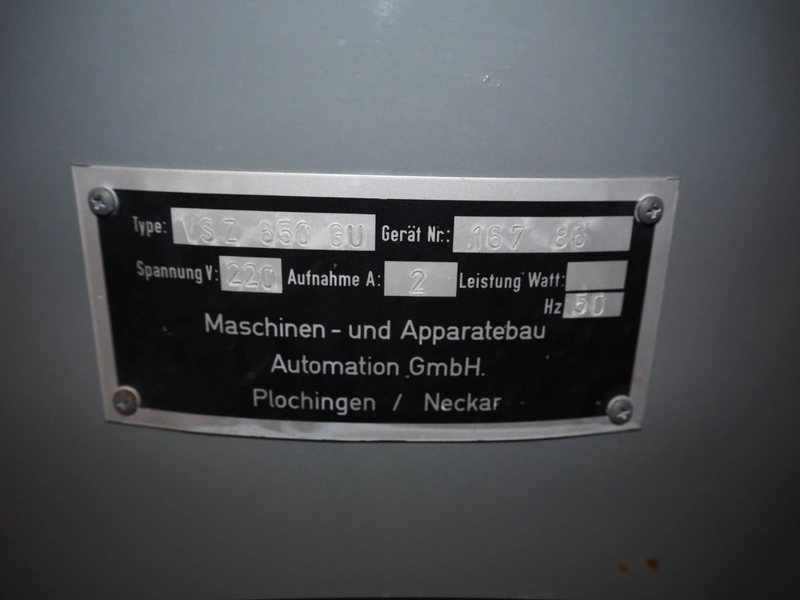 Type: VSZ 650 GU Gerät Nr.: 167 86
Spannung V: 220 Aufnahme A: 2 Leistung Watt:
Hz 50
Maschinen - und Apparatebau
Automation GmbH.
Plochingen / Neckar